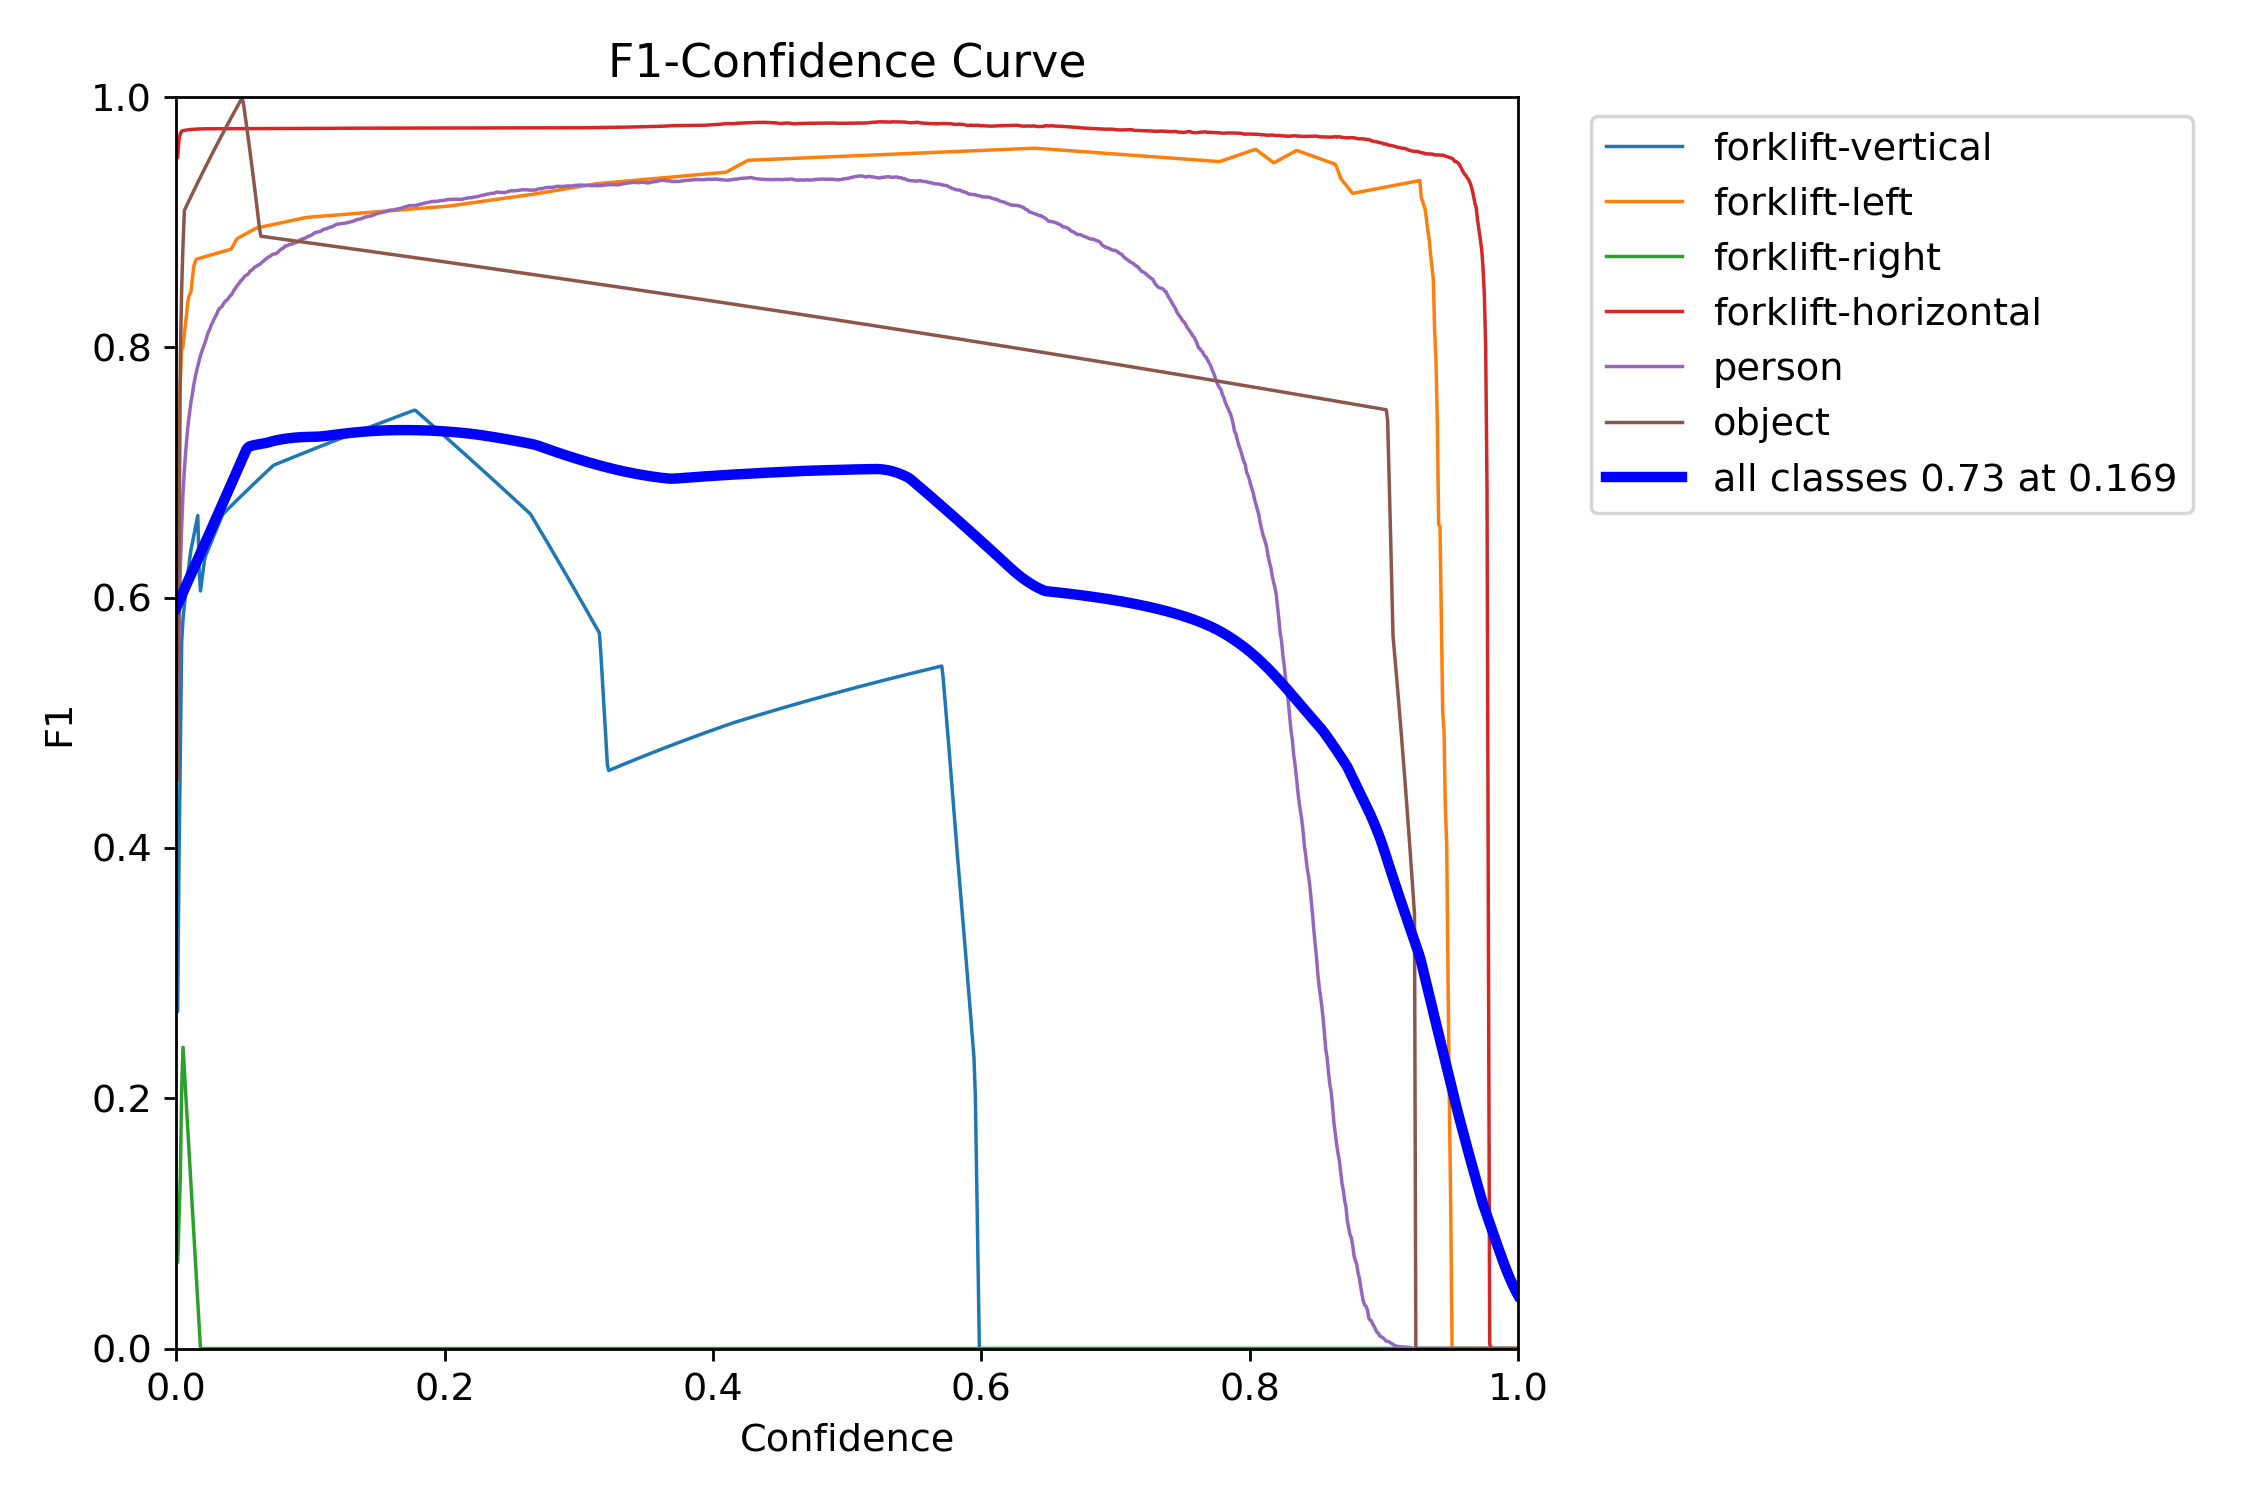 F1-Confidence Curve
1.0
0.8
0.6
0.4
0.2
0.0
F1
0.0 0.2 0.4 0.6 0.8 1.0
Confidence
forklift-vertical
forklift-left
forklift-right
forklift-horizontal
person
object
all classes 0.73 at 0.169